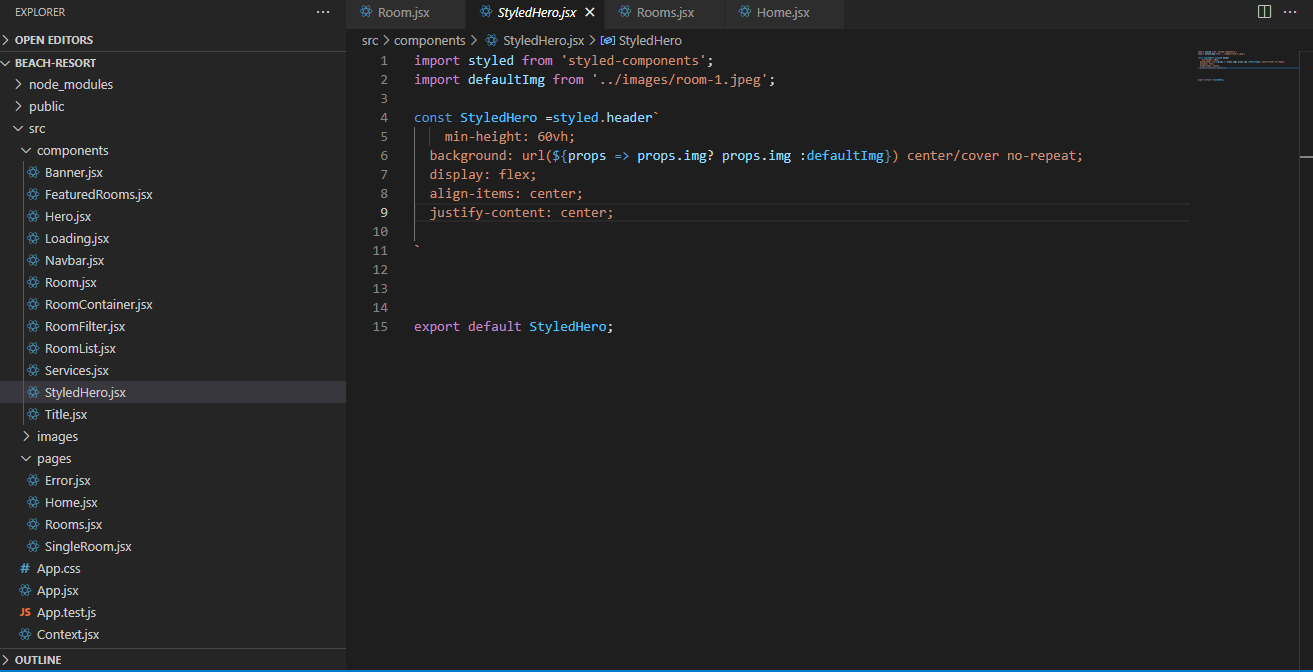 EXPLORER
OPEN EDITORS
BEACH-RESORT
node_modules
public
src
components
Banner.jsx
FeaturedRooms.jsx
Hero.jsx
Loading.jsx
Navbar.jsx
Room.jsx
RoomContainer.jsx
RoomFilter.jsx
RoomList.jsx
Services.jsx
StyledHero.jsx
Title.jsx
images
pages
Error.jsx
Home.jsx
Rooms.jsx
SingleRoom.jsx
# App.css
App.jsx
JS App.test.js
Context.jsx
OUTLINE
Room.jsx StyledHero.jsx Rooms.jsx Home.jsx
src > components > StyledHero.jsx > StyledHero
1 import styled from 'styled-components';
2 import defaultImg from '../images/room-1.jpeg';
3
4 const StyledHero =styled.header`
5 min-height: 60vh;
6 background: url(${props => props.img? props.img :defaultImg}) center/cover no-repeat;
7 display: flex;
8 align-items: center;
9 justify-content: center;
10
11 `
12
13
14
15 export default StyledHero;